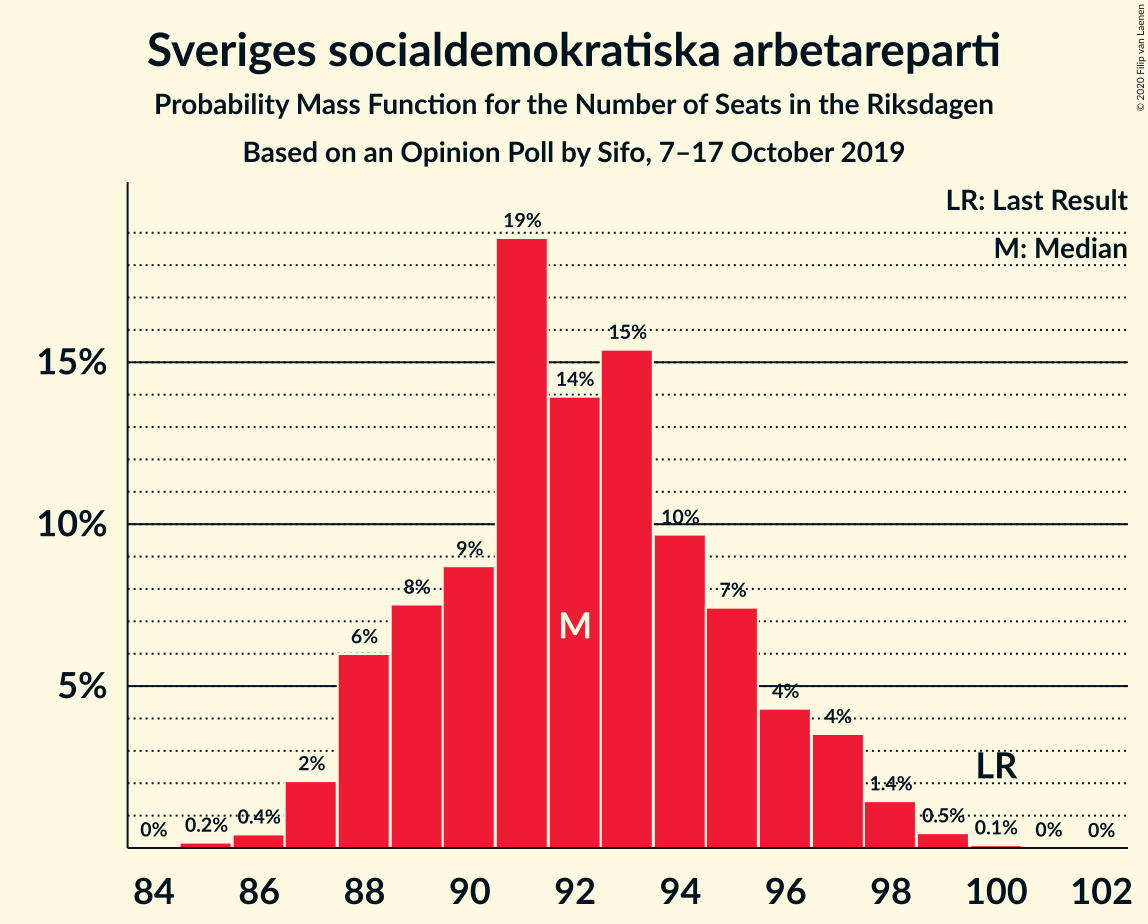 Sveriges socialdemokratiska arbetareparti
Probability Mass Function for the Number of Seats in the Riksdagen
Based on an Opinion Poll by Sifo, 7–17 October 2019
© 2020 Filip van Laenen
LR: Last Result
M: Median
15%
10%
5%
0%
0.2%
0.4%
2%
6%
8%
9%
19%
14%
15%
10%
7%
4%
4%
1.4%
0.5%
0.1%
0%
0%
M
LR
84 86 88 90 92 94 96 98 100 102